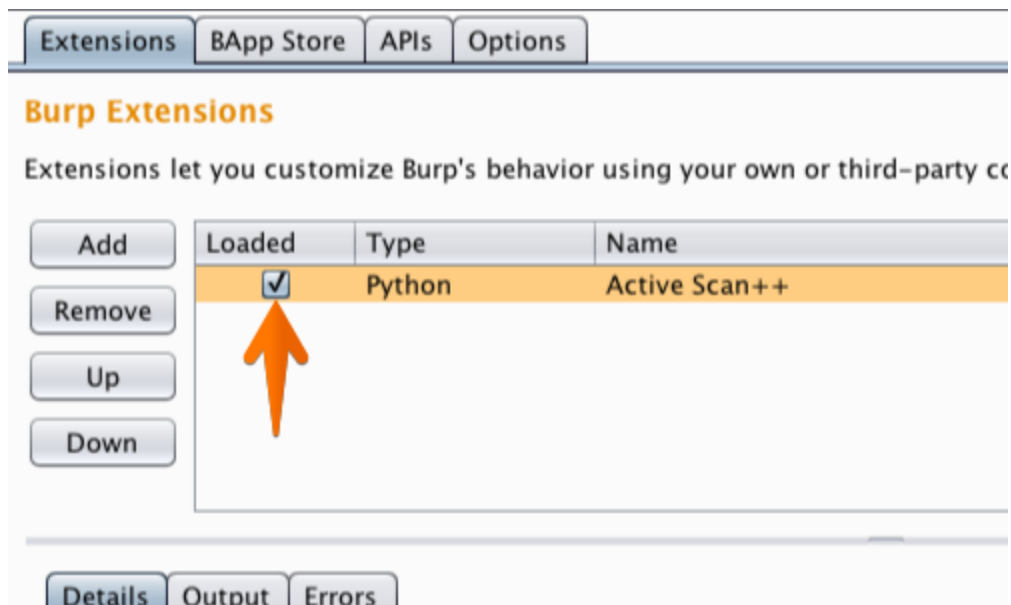 Extensions BApp Store APIs Options
Burp Extensions
Extensions let you customize Burp's behavior using your own or third-party
Add Loaded Type Name
Python Active Scan++
Remove
Up
Down
Details Output Errors